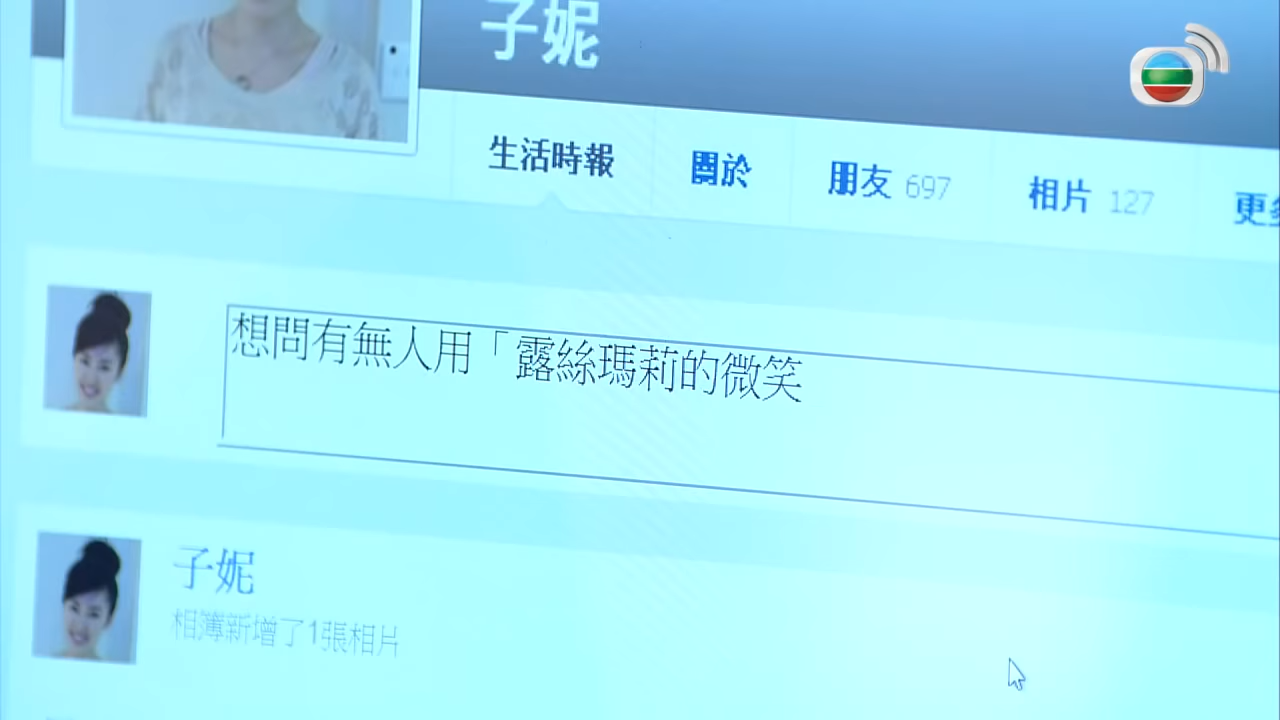 子妮
生活時報 關於 朋友 697 相片 127 更多
想問有無人用「露絲瑪莉的微笑
子妮
相簿新增了1張相片